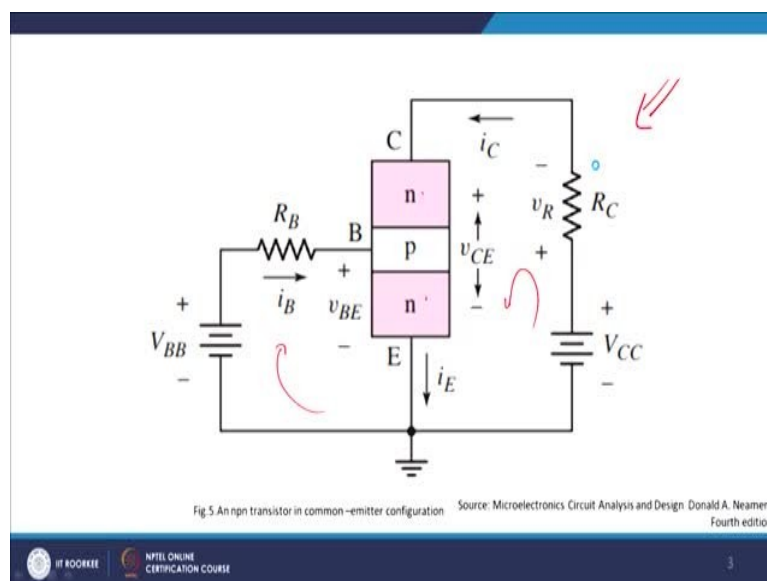 C
i_C
n
R_B
B
p
n
E
i_B
+
v_BE
−
+
v_CE
−
−
v_R
+
R_C
+
V_BB
−
+
V_CC
−
i_E
Fig.5.An npn transistor in common–emitter configuration
Source: Microelectronics Circuit Analysis and Design Donald A. Neamen
Fourth edition
IIT ROORKEE
NPTEL ONLINE
CERTIFICATION COURSE
3